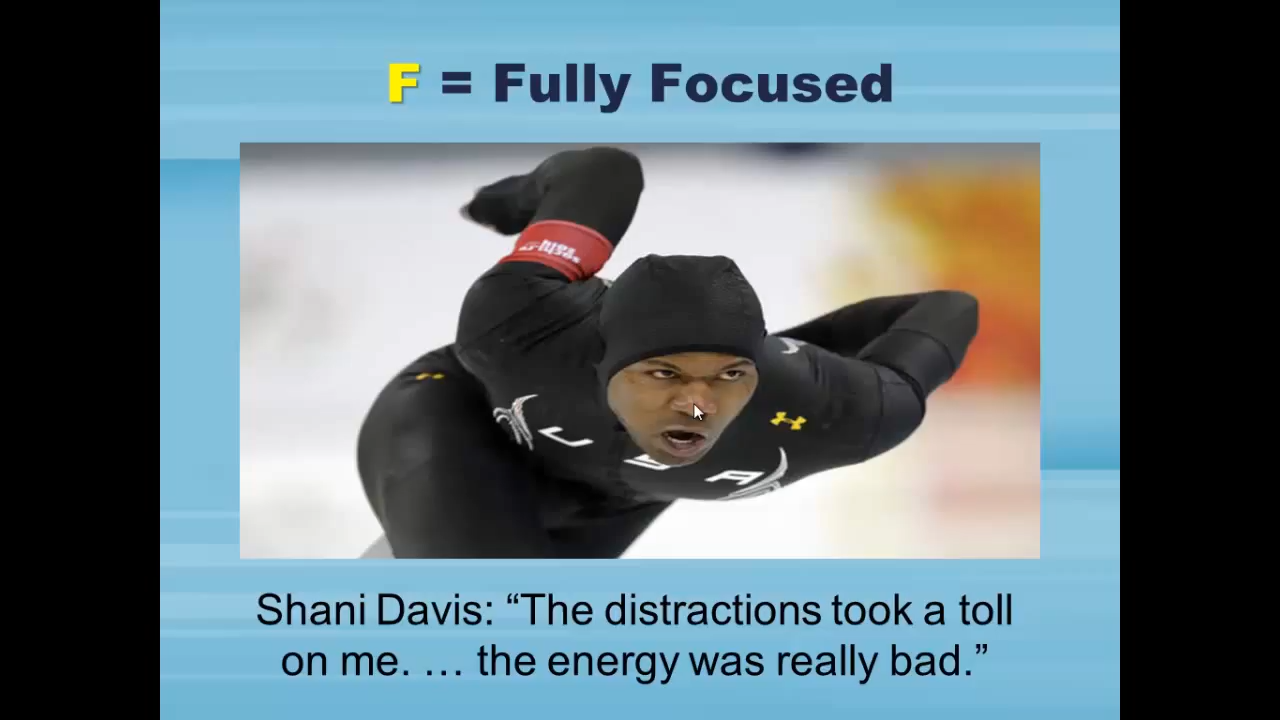 F = Fully Focused
USA
Shani Davis: “The distractions took a toll
on me. … the energy was really bad.”